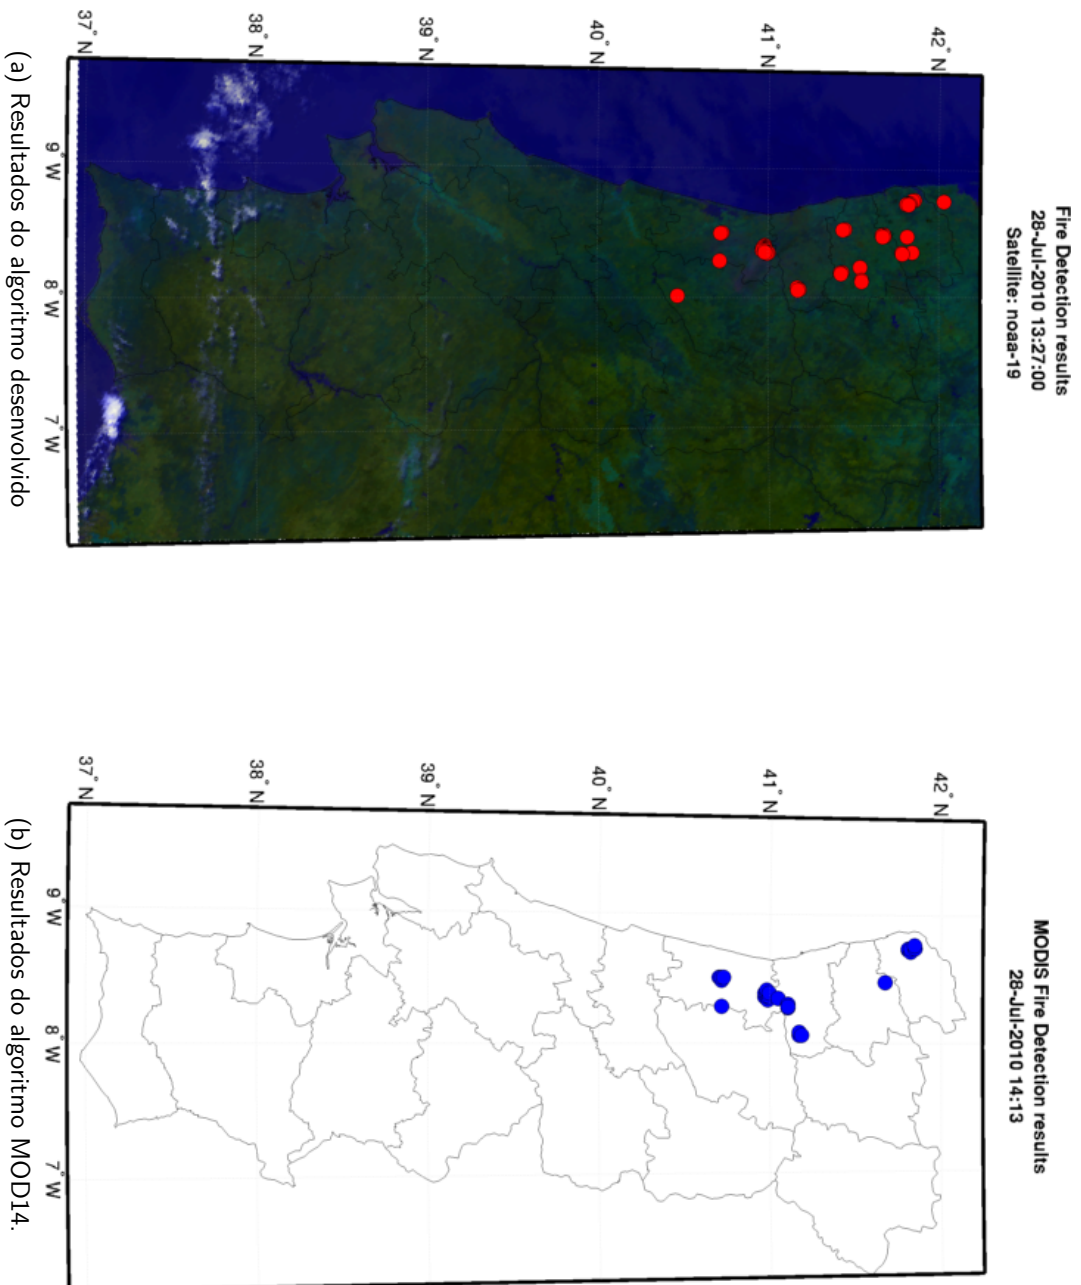 Fire Detection results
28-Jul-2010 13:27:00
Satellite: noaa-19
42° N
41° N
40° N
39° N
38° N
37° N
9° W
8° W
7° W
(a) Resultados do algoritmo desenvolvido
MODIS Fire Detection results
28-Jul-2010 14:13
42° N
41° N
40° N
39° N
38° N
37° N
9° W
8° W
7° W
(b) Resultados do algoritmo MOD14.